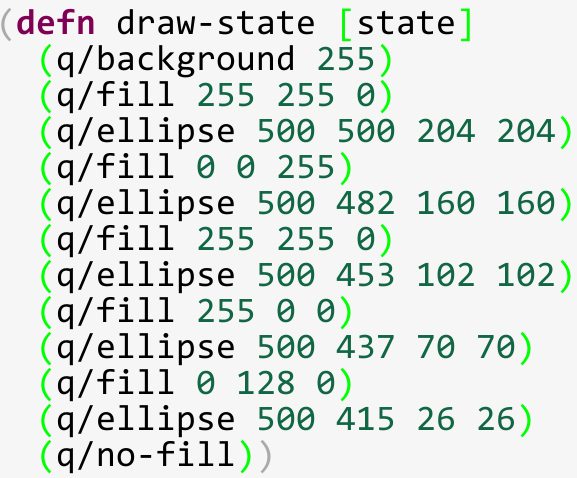 (defn draw-state [state]
  (q/background 255)
  (q/fill 255 255 0)
  (q/ellipse 500 500 204 204)
  (q/fill 0 0 255)
  (q/ellipse 500 482 160 160)
  (q/fill 255 255 0)
  (q/ellipse 500 453 102 102)
  (q/fill 255 0 0)
  (q/ellipse 500 437 70 70)
  (q/fill 0 128 0)
  (q/ellipse 500 415 26 26)
  (q/no-fill))